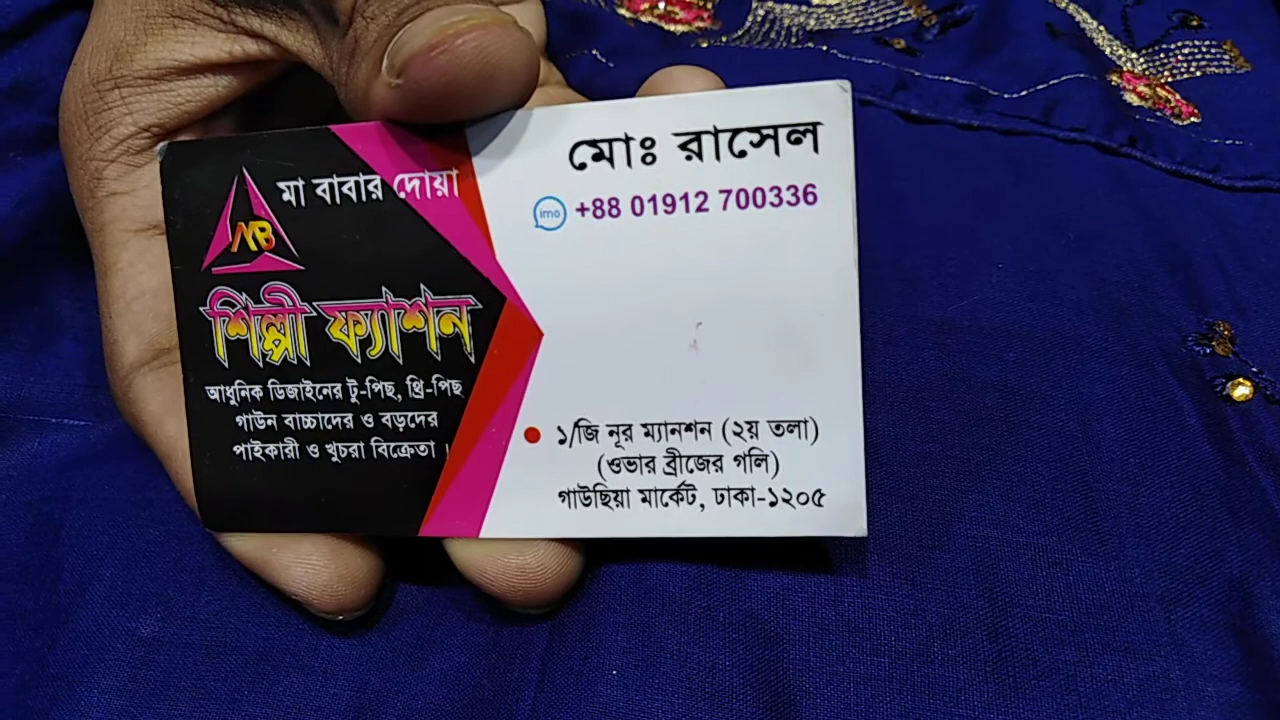 মা বাবার দোয়া
NB
শিল্পী ফ্যাশন
আধুনিক ডিজাইনের টু-পিছ, থ্রি-পিছ
গাউন বাচ্চাদের ও বড়দের
পাইকারী ও খুচরা বিক্রেতা ।
মোঃ রাসেল
imo +88 01912 700336
১/জি নূর ম্যানশন (২য় তলা)
(ওভার ব্রীজের গলি)
গাউছিয়া মার্কেট, ঢাকা-১২০৫